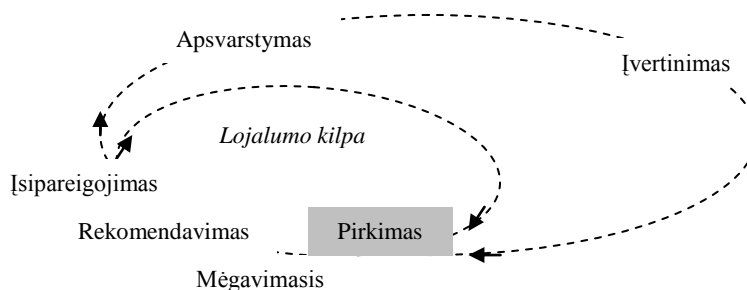 Apsvarstymas
Įvertinimas
Lojalumo kilpa
Įsipareigojimas
Rekomendavimas
Pirkimas
Mėgavimasis